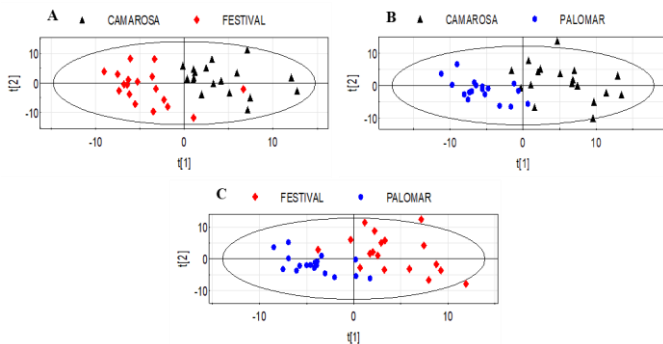 A
▲ CAMAROSA ♦ FESTIVAL
t[2]
10
0
-10
-10 0 10
t[1]
B
▲ CAMAROSA ● PALOMAR
t[2]
10
0
-10
-10 0 10
t[1]
C
♦ FESTIVAL ● PALOMAR
t[2]
10
0
-10
-10 0 10
t[1]